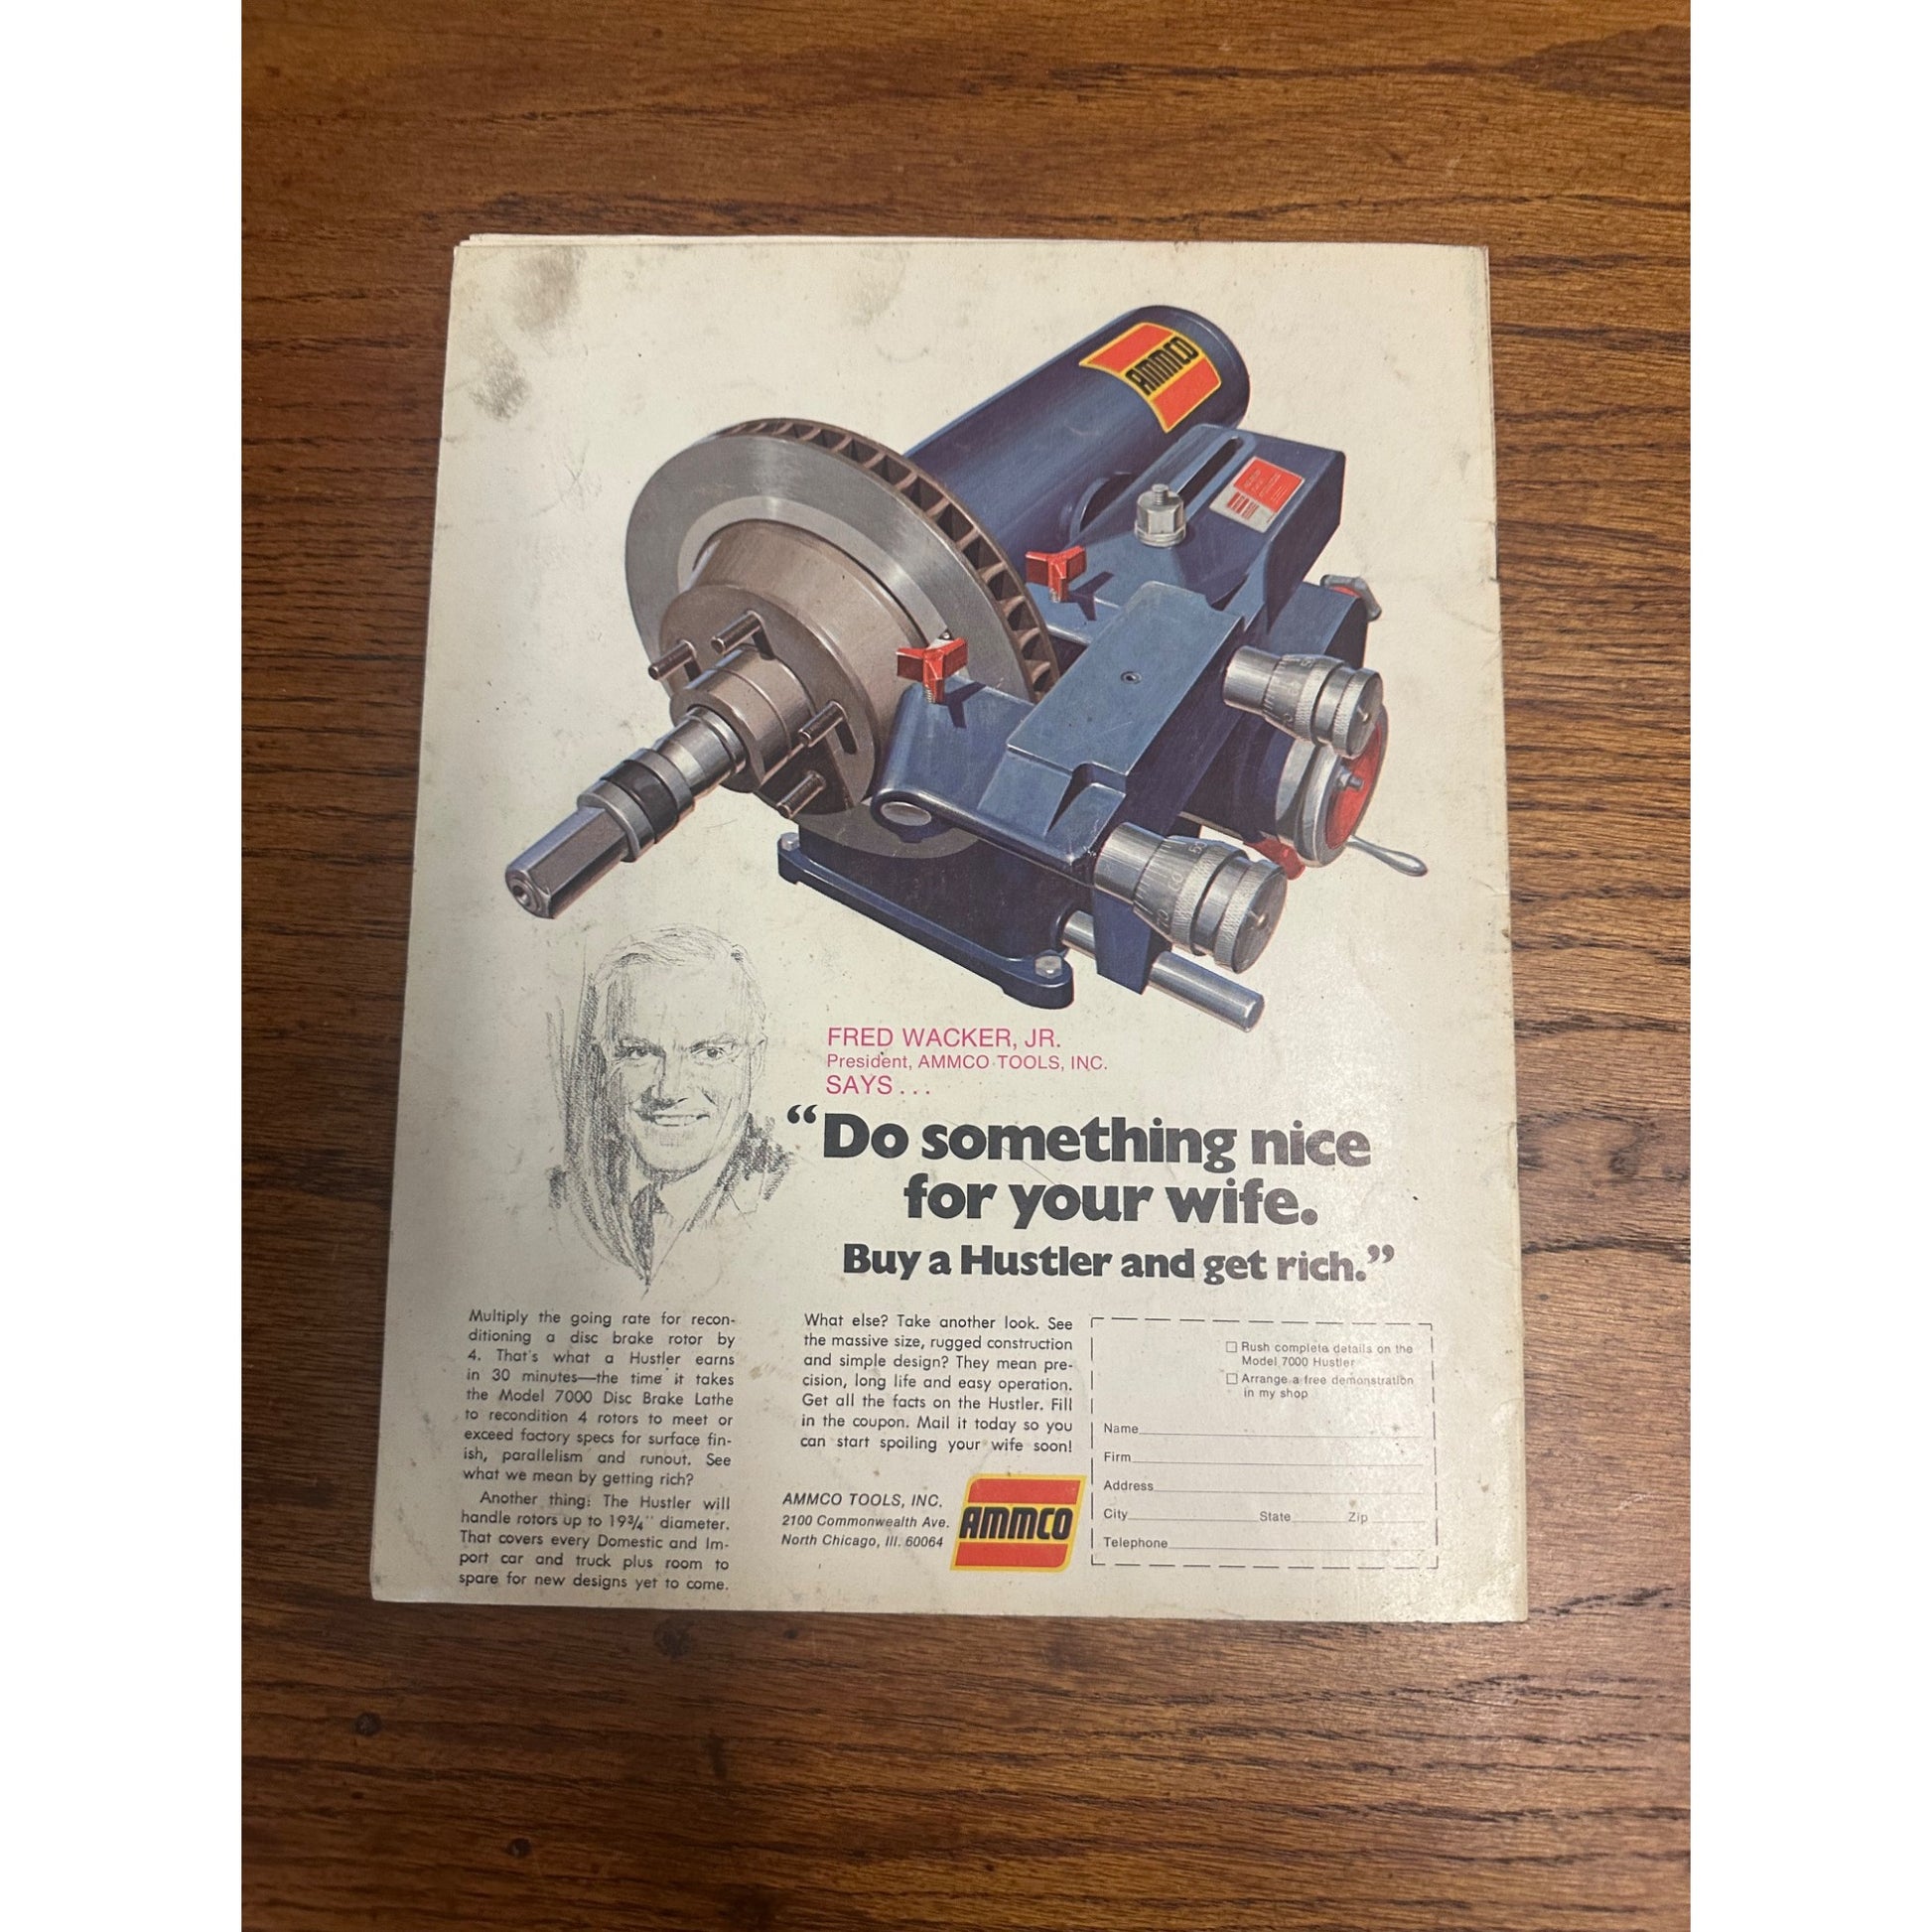 AMMCO
FRED WACKER, JR.
President, AMMCO TOOLS, INC.
SAYS . . .
“Do something nice
for your wife.
Buy a Hustler and get rich.”
Multiply the going rate for recon-
ditioning a disc brake rotor by
4. That's what a Hustler earns
in 30 minutes—the time it takes
the Model 7000 Disc Brake Lathe
to recondition 4 rotors to meet or
exceed factory specs for surface fin-
ish, parallelism and runout. See
what we mean by getting rich?
Another thing: The Hustler will
handle rotors up to 19¾" diameter.
That covers every Domestic and Im-
port car and truck plus room to
spare for new designs yet to come.
What else? Take another look. See
the massive size, rugged construction
and simple design? They mean pre-
cision, long life and easy operation.
Get all the facts on the Hustler. Fill
in the coupon. Mail it today so you
can start spoiling your wife soon!
AMMCO TOOLS, INC.
2100 Commonwealth Ave.
North Chicago, Ill. 60064
AMMCO
Rush complete details on the
Model 7000 Hustler
Arrange a free demonstration
in my shop
Name
Firm
Address
City State Zip
Telephone